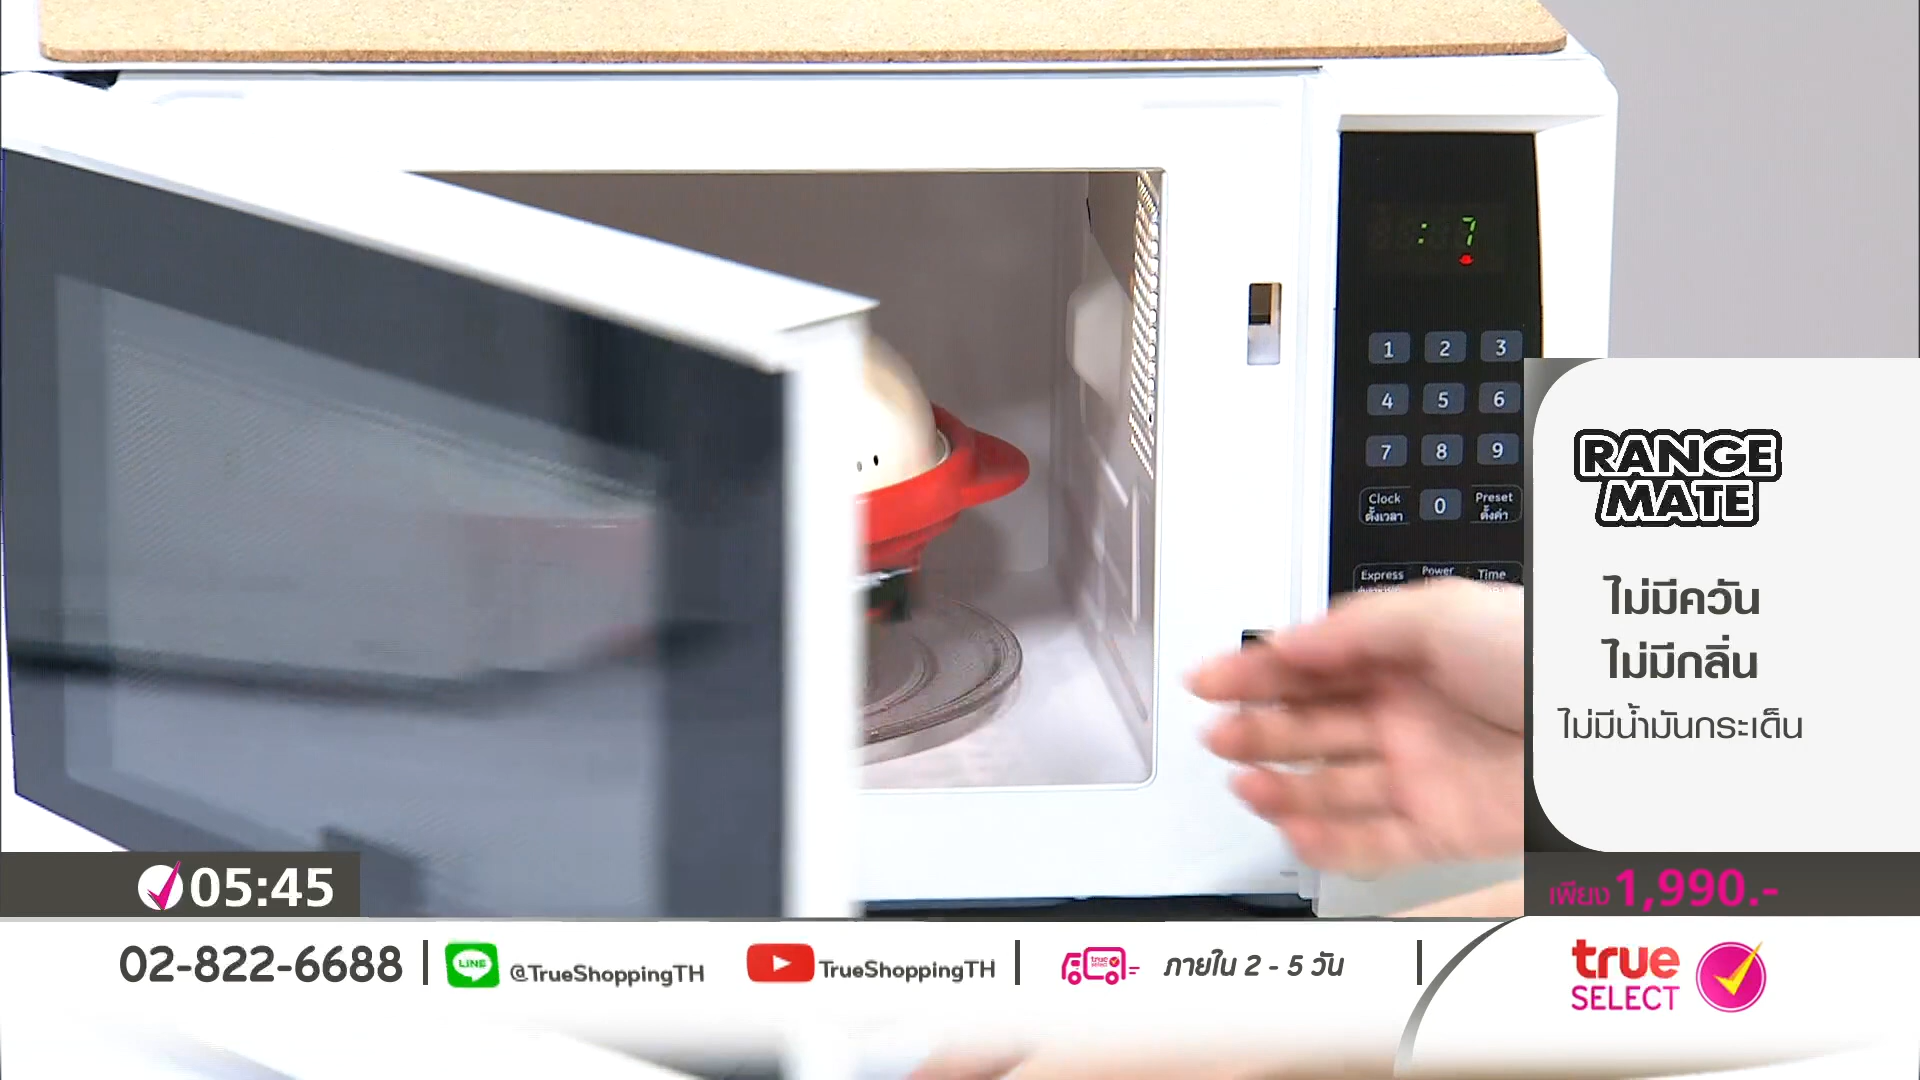 : 7
1 2 3
4 5 6
7 8 9
Clock 0 Preset
ตั้งเวลา ตั้งค่า
Express Power Time
RANGE
MATE
ไม่มีควัน
ไม่มีกลิ่น
ไม่มีน้ำมันกระเด็น
05:45
เพียง 1,990.-
02-822-6688
LINE
@TrueShoppingTH
TrueShoppingTH
true
SELECT
ภายใน 2 - 5 วัน
true
SELECT